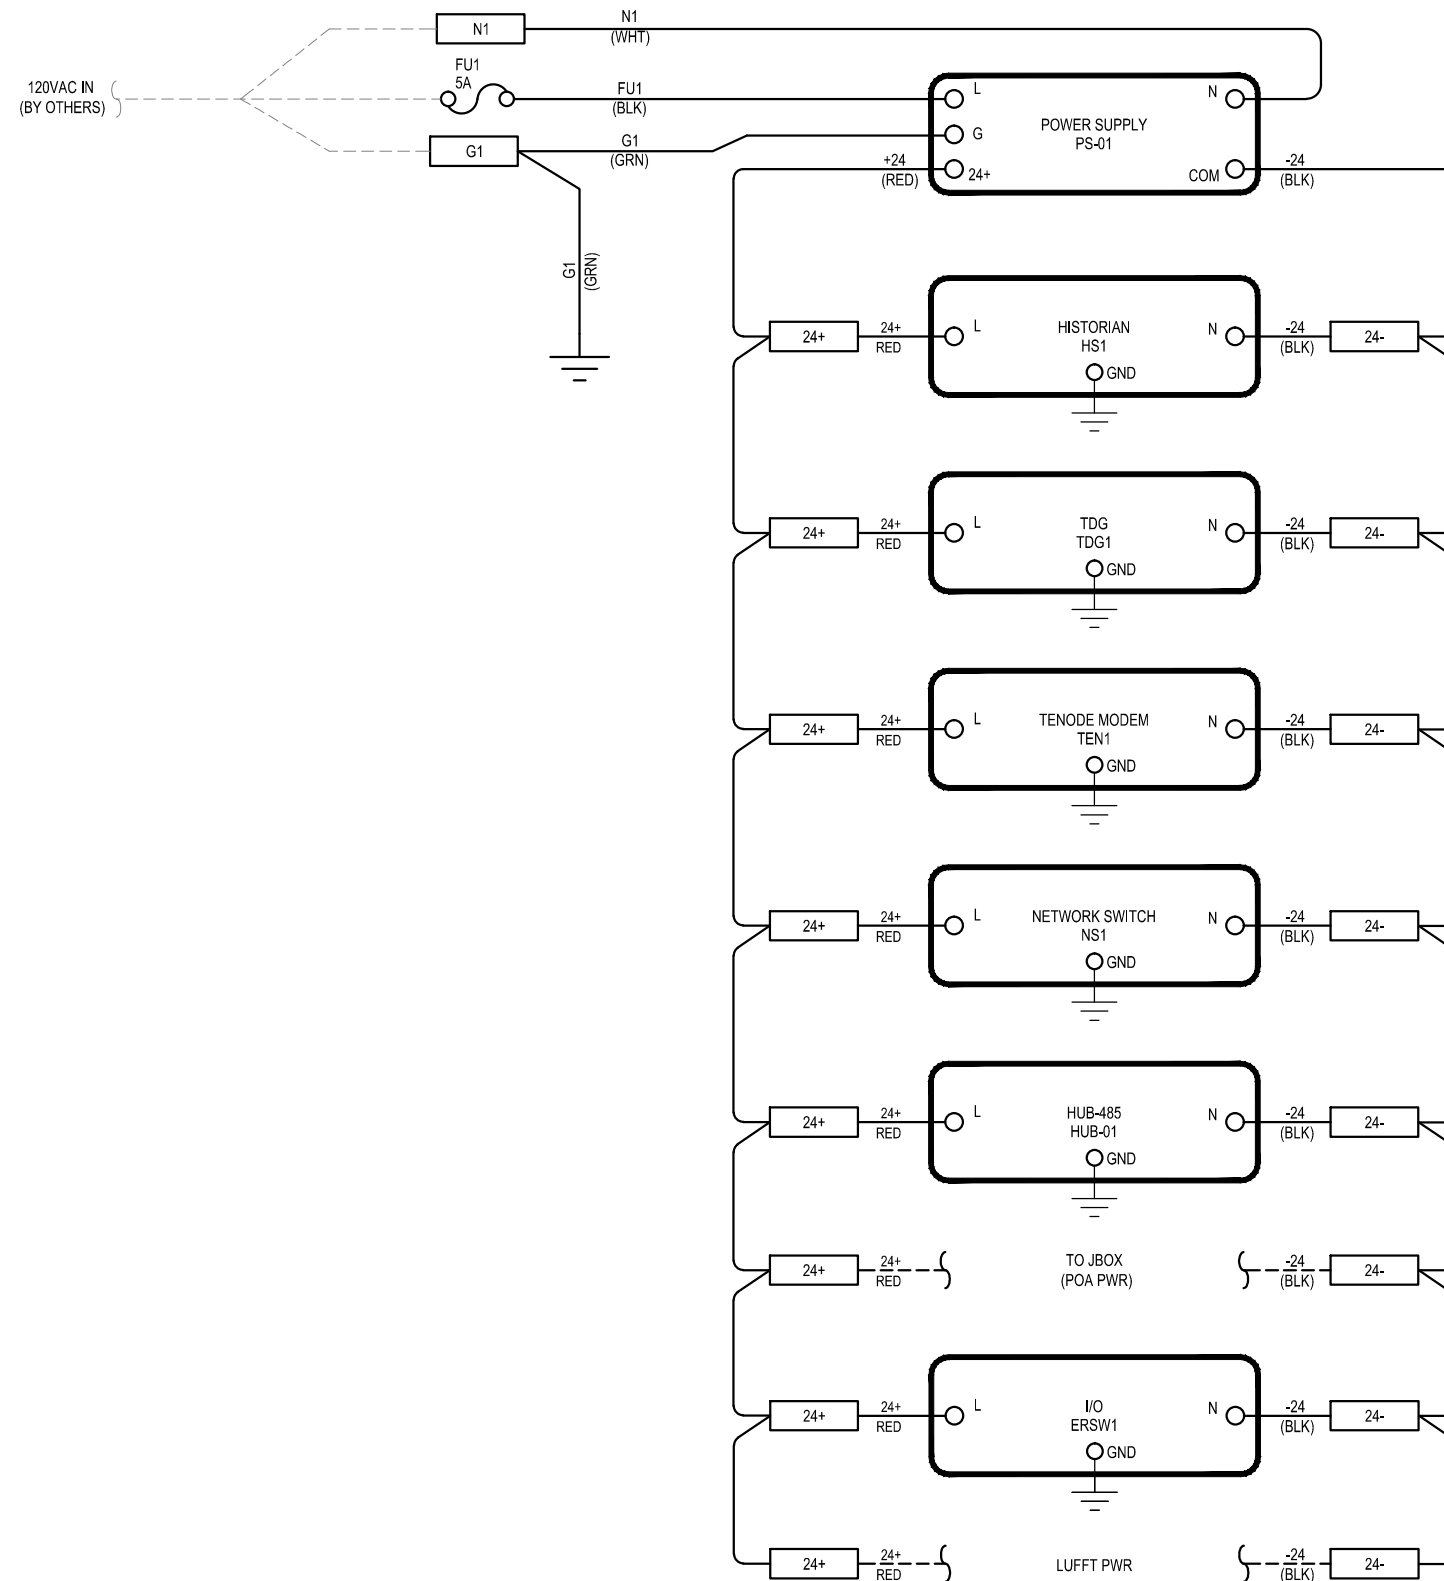 N1
N1
(WHT)
120VAC IN
(BY OTHERS)
FU1
5A
FU1
(BLK)
G1
G1
(GRN)
G1
(GRN)
L
N
POWER SUPPLY
PS-01
G
+24
(RED)
24+
COM
-24
(BLK)
24+
24+
RED
L
HISTORIAN
HS1
N
GND
-24
(BLK)
24-
24+
24+
RED
L
TDG
TDG1
N
GND
-24
(BLK)
24-
24+
24+
RED
L
TENODE MODEM
TEN1
N
GND
-24
(BLK)
24-
24+
24+
RED
L
NETWORK SWITCH
NS1
N
GND
-24
(BLK)
24-
24+
24+
RED
L
HUB-485
HUB-01
N
GND
-24
(BLK)
24-
24+
24+
RED
TO JBOX
(POA PWR)
-24
(BLK)
24-
24+
24+
RED
L
I/O
ERSW1
N
GND
-24
(BLK)
24-
24+
24+
RED
LUFFT PWR
-24
(BLK)
24-